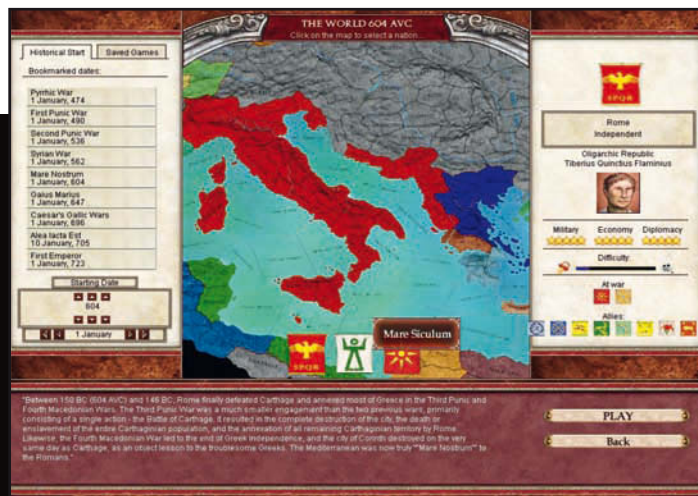 THE WORLD 604 AVC
Click on the map to select a nation
Historical Start
Saved Games
Bookmarked dates:
Pyrrhic War
1 January, 474
First Punic War
1 January, 490
Second Punic War
1 January, 536
Syrian War
1 January, 562
Mare Nostrum
1 January, 604
Gaius Marius
1 January, 647
Caesar's Gallic Wars
1 January, 696
Alea Iacta Est
10 January, 705
First Emperor
1 January, 723
Starting Date
604
1 January
SPQR
Mare Siculum
SPQR
Rome
Independent
Oligarchic Republic
Tiberius Quinctius Flaminius
Military
Economy
Diplomacy
Difficulty:
At war
Allies:
"Between 150 BC (604 AVC) and 146 BC, Rome finally defeated Carthage and annexed most of Greece in the Third Punic and
Fourth Macedonian Wars. The Third Punic War was a much smaller engagement than the two previous wars, primarily
consisting of a single action - the Battle of Carthage. It resulted in the complete destruction of the city, the death or
enslavement of the entire Carthaginian population, and the annexation of all remaining Carthaginian territory by Rome.
Likewise, the Fourth Macedonian War led to the end of Greek independence, and the city of Corinth destroyed on the very
same day as Carthage, as an object lesson to the troublesome Greeks. The Mediterranean was now truly ""Mare Nostrum"" to
the Romans."
PLAY
Back